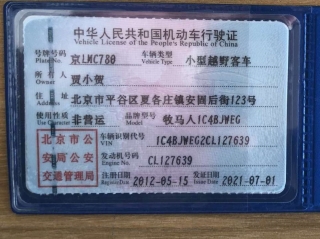 中华人民共和国机动车行驶证
Vehicle License of the People's Republic of China
号牌号码 京LMC780 车辆类型 小型越野客车
Plate No. Vehicle Type
所有人 贾小贺
Owner
住址 北京市平谷区夏各庄镇安固后街123号
Address
使用性质 非营运 品牌型号 牧马人1C4BJWEG
Use Character Model
北京市公安局公安交通管理局
车辆识别代号 1C4BJWEG2CL127639
VIN
发动机号码 CL127639
Engine No.
注册日期 2012-05-15 发证日期 2021-07-01
Register Date Issue Date